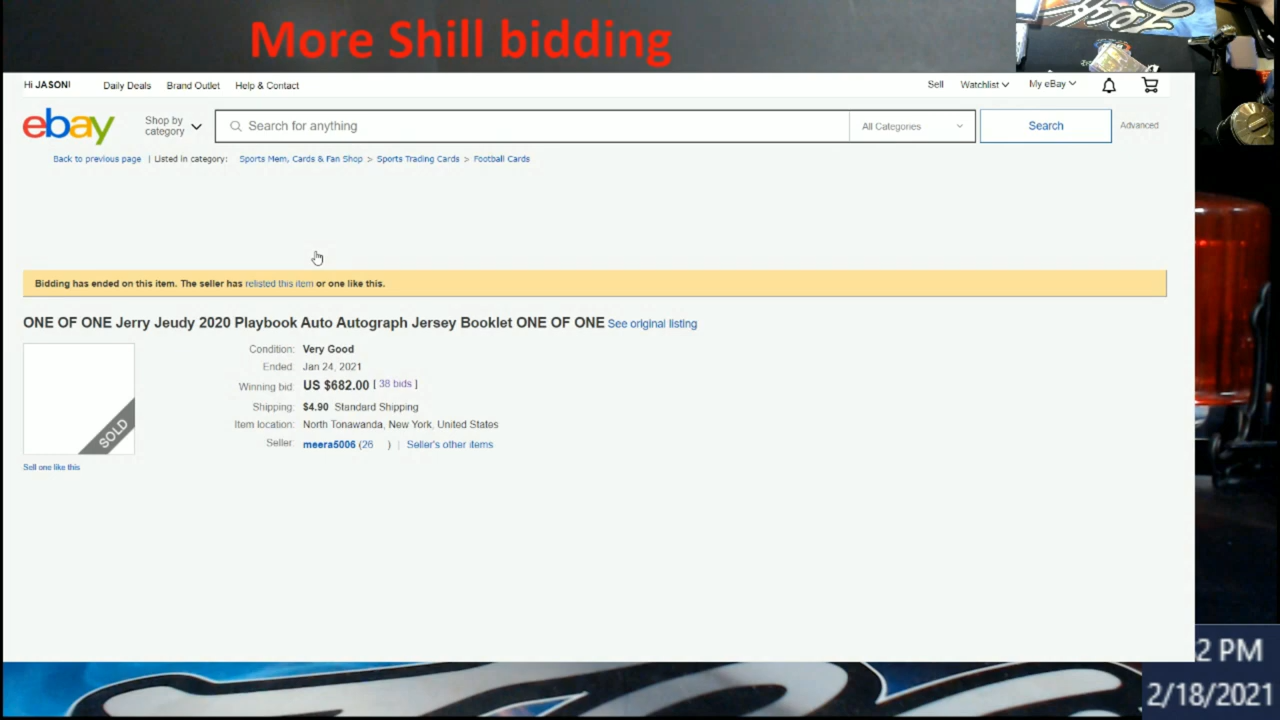 More Shill bidding
Hi JASON! Daily Deals Brand Outlet Help & Contact Sell Watchlist My eBay
ebay Shop by category Search for anything All Categories Search Advanced
Back to previous page | Listed in category: Sports Mem, Cards & Fan Shop > Sports Trading Cards > Football Cards
Bidding has ended on this item. The seller has relisted this item or one like this.
ONE OF ONE Jerry Jeudy 2020 Playbook Auto Autograph Jersey Booklet ONE OF ONE See original listing
Condition: Very Good
Ended: Jan 24, 2021
Winning bid: US $682.00 [ 38 bids ]
Shipping: $4.90 Standard Shipping
Item location: North Tonawanda, New York, United States
Seller: meera5006 (26 ) | Seller's other items
SOLD
Sell one like this
2 PM
2/18/2021